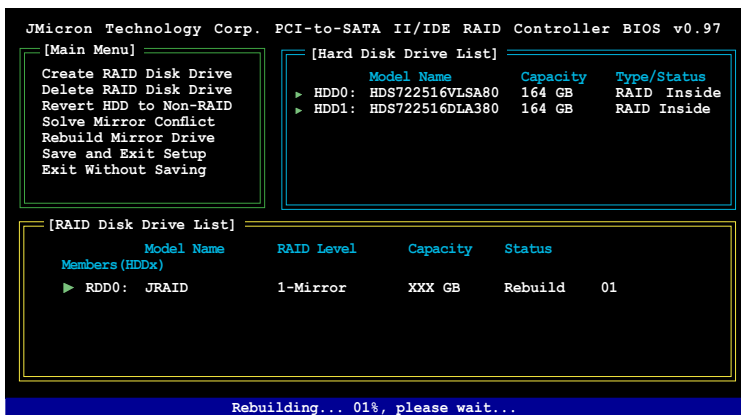 JMicron Technology Corp. PCI-to-SATA II/IDE RAID Controller BIOS v0.97
[Main Menu]
Create RAID Disk Drive
Delete RAID Disk Drive
Revert HDD to Non-RAID
Solve Mirror Conflict
Rebuild Mirror Drive
Save and Exit Setup
Exit Without Saving
[Hard Disk Drive List]
Model Name Capacity Type/Status
▶ HDD0: HDS722516VLSA80 164 GB RAID Inside
▶ HDD1: HDS722516DLA380 164 GB RAID Inside
[RAID Disk Drive List]
Model Name RAID Level Capacity Status
Members(HDDx)
▶ RDD0: JRAID 1-Mirror XXX GB Rebuild 01
Rebuilding... 01%, please wait...